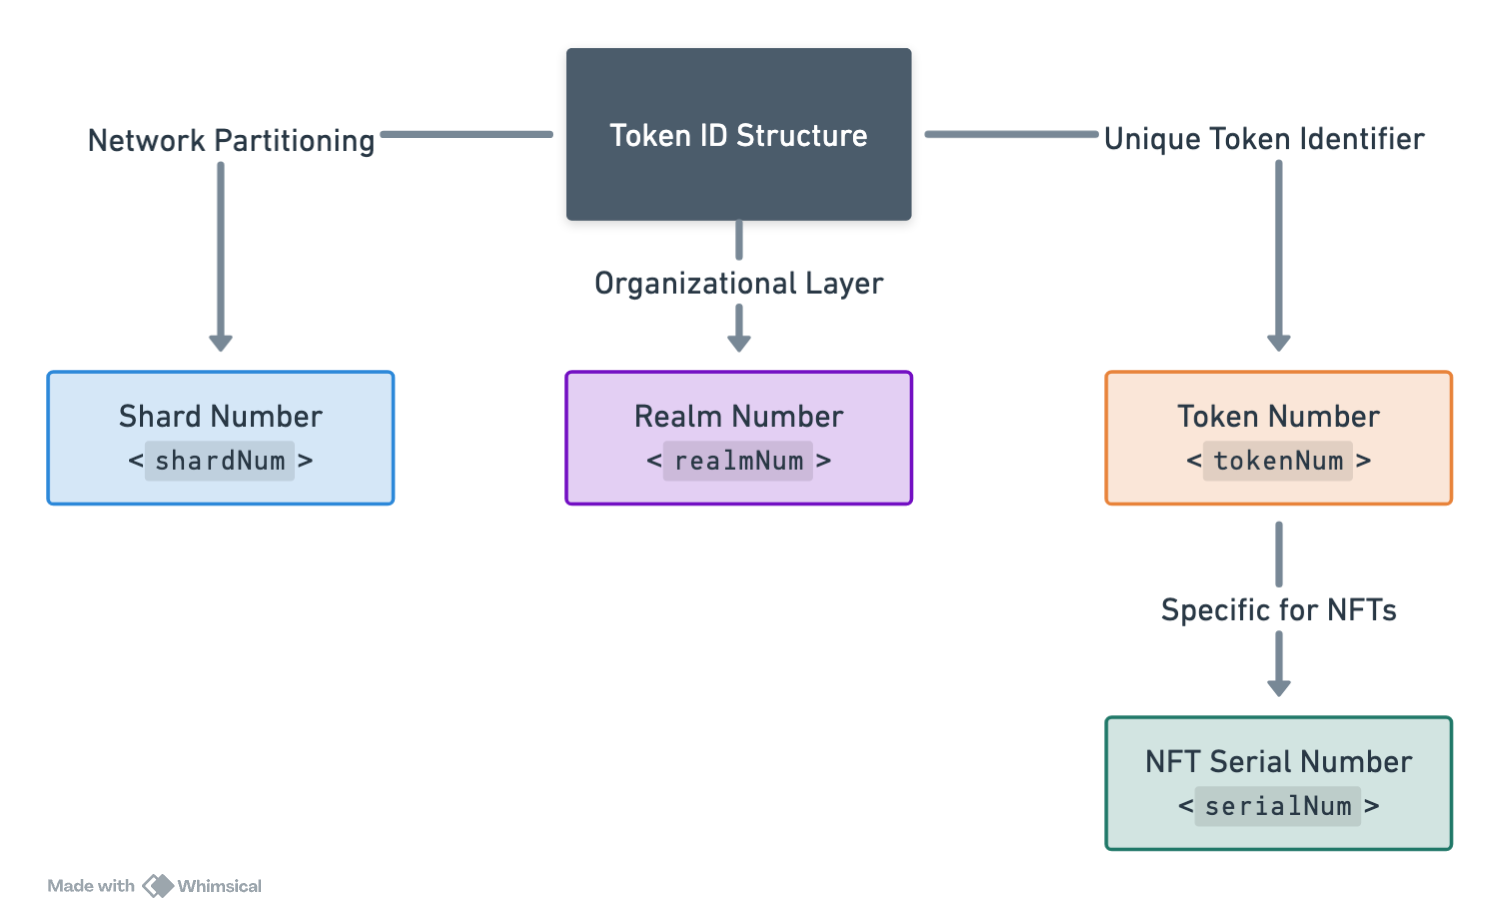 Token ID Structure
Network Partitioning
Unique Token Identifier
Organizational Layer
Shard Number
<shardNum>
Realm Number
<realmNum>
Token Number
<tokenNum>
Specific for NFTs
NFT Serial Number
<serialNum>
Made with Whimsical